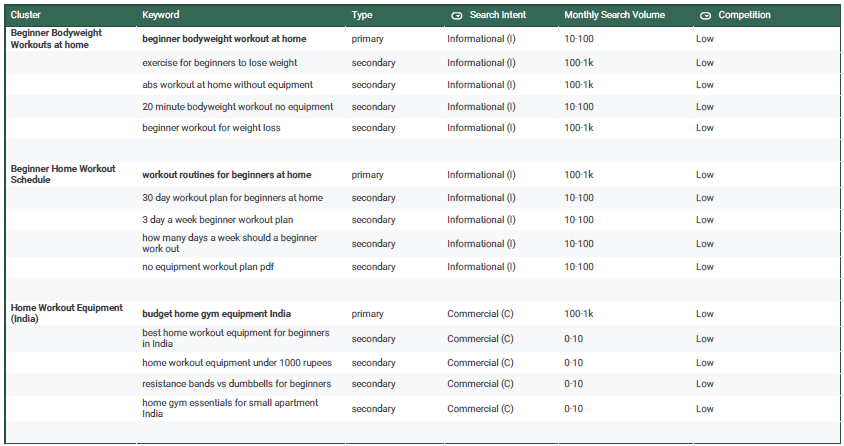 Cluster Keyword Type Search Intent Monthly Search Volume Competition
Beginner Bodyweight
Workouts at home beginner bodyweight workout at home primary Informational (I) 10-100 Low
exercise for beginners to lose weight secondary Informational (I) 100-1k Low
abs workout at home without equipment secondary Informational (I) 100-1k Low
20 minute bodyweight workout no equipment secondary Informational (I) 10-100 Low
beginner workout for weight loss secondary Informational (I) 100-1k Low
Beginner Home Workout
Schedule workout routines for beginners at home primary Informational (I) 100-1k Low
30 day workout plan for beginners at home secondary Informational (I) 10-100 Low
3 day a week beginner workout plan secondary Informational (I) 10-100 Low
how many days a week should a beginner
work out secondary Informational (I) 10-100 Low
no equipment workout plan pdf secondary Informational (I) 10-100 Low
Home Workout Equipment
(India) budget home gym equipment India primary Commercial (C) 100-1k Low
best home workout equipment for beginners
in India secondary Commercial (C) 0-10 Low
home workout equipment under 1000 rupees secondary Commercial (C) 0-10 Low
resistance bands vs dumbbells for beginners secondary Commercial (C) 0-10 Low
home gym essentials for small apartment
India secondary Commercial (C) 0-10 Low